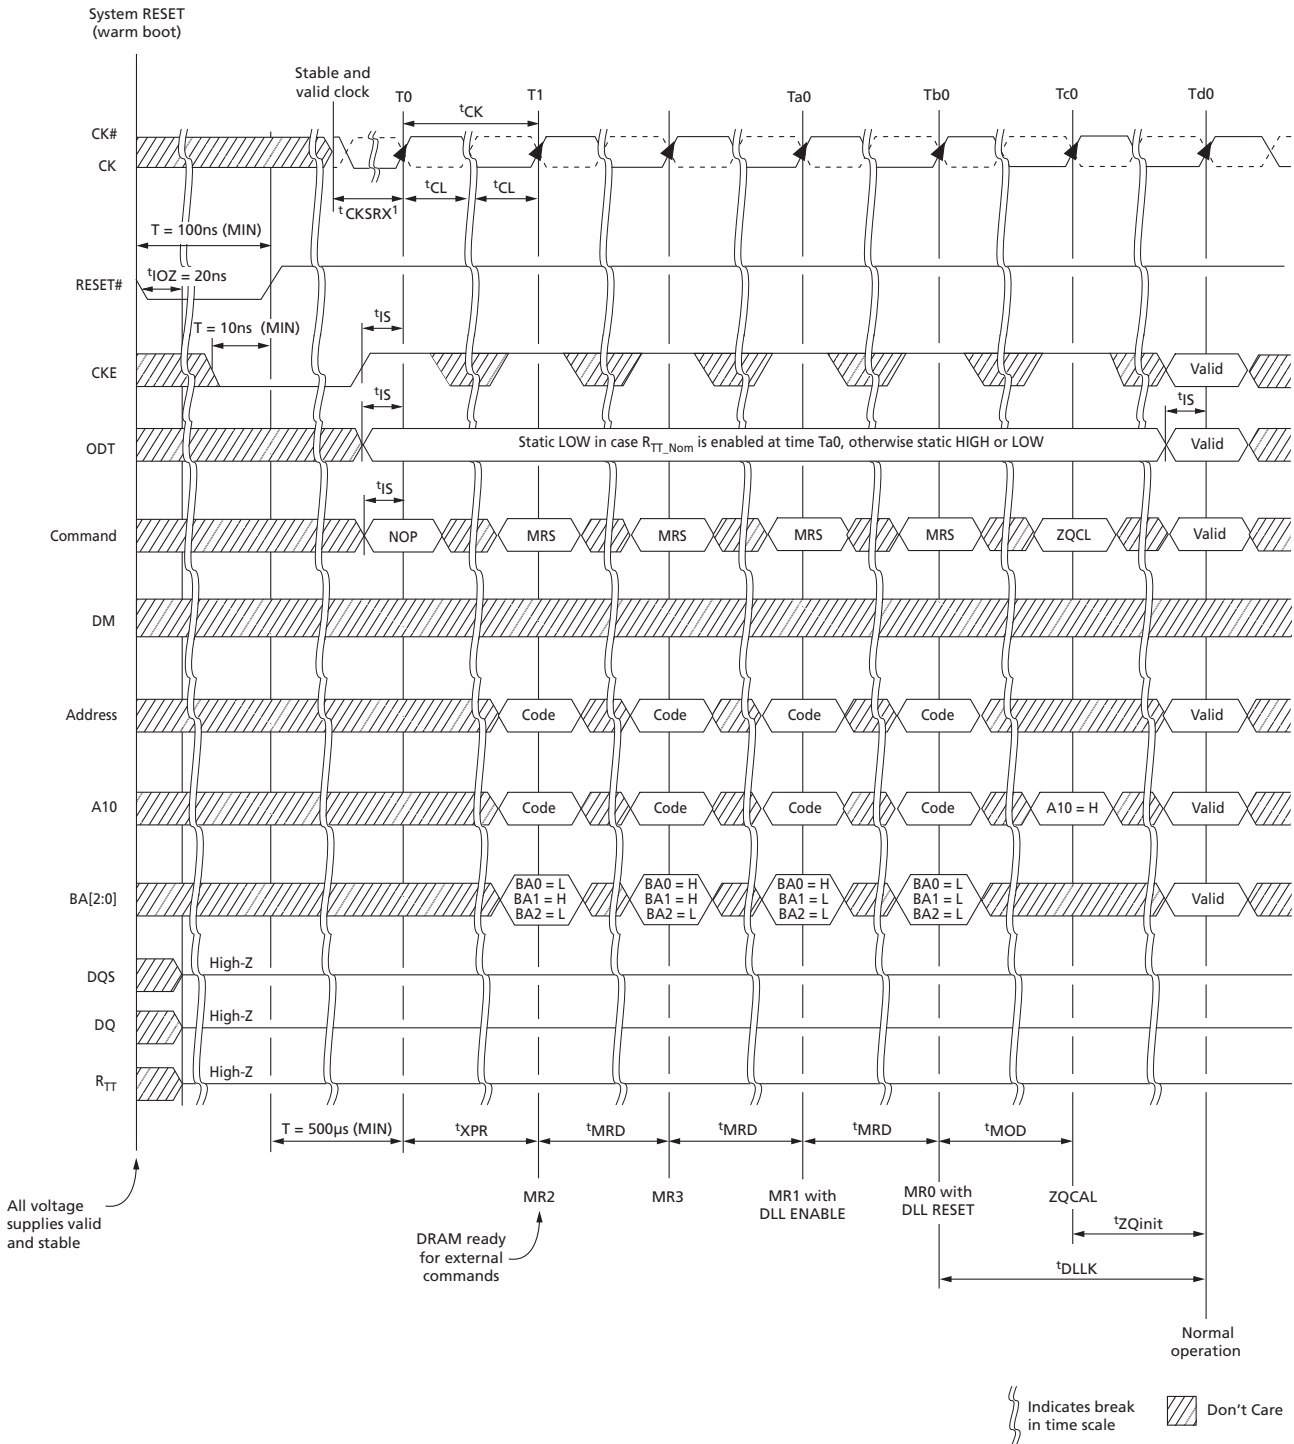 System RESET
(warm boot)
Stable and
valid clock
T0
T1
Ta0
Tb0
Tc0
Td0
tCK
CK#
CK
tCL
tCL
tCKSRX1
T = 100ns (MIN)
tIOZ = 20ns
RESET#
tIS
T = 10ns (MIN)
CKE
Valid
tIS
tIS
ODT
Static LOW in case RTT_Nom is enabled at time Ta0, otherwise static HIGH or LOW
Valid
tIS
Command
NOP
MRS
MRS
MRS
MRS
ZQCL
Valid
DM
Address
Code
Code
Code
Code
Valid
A10
Code
Code
Code
Code
A10 = H
Valid
BA[2:0]
BA0 = L
BA1 = H
BA2 = L
BA0 = H
BA1 = H
BA2 = L
BA0 = H
BA1 = L
BA2 = L
BA0 = L
BA1 = L
BA2 = L
Valid
DQS
High-Z
DQ
High-Z
RTT
High-Z
T = 500μs (MIN)
tXPR
tMRD
tMRD
tMRD
tMOD
All voltage
supplies valid
and stable
MR2
MR3
MR1 with
DLL ENABLE
MR0 with
DLL RESET
ZQCAL
tZQinit
DRAM ready
for external
commands
tDLLK
Normal
operation
Indicates break
in time scale
Don't Care